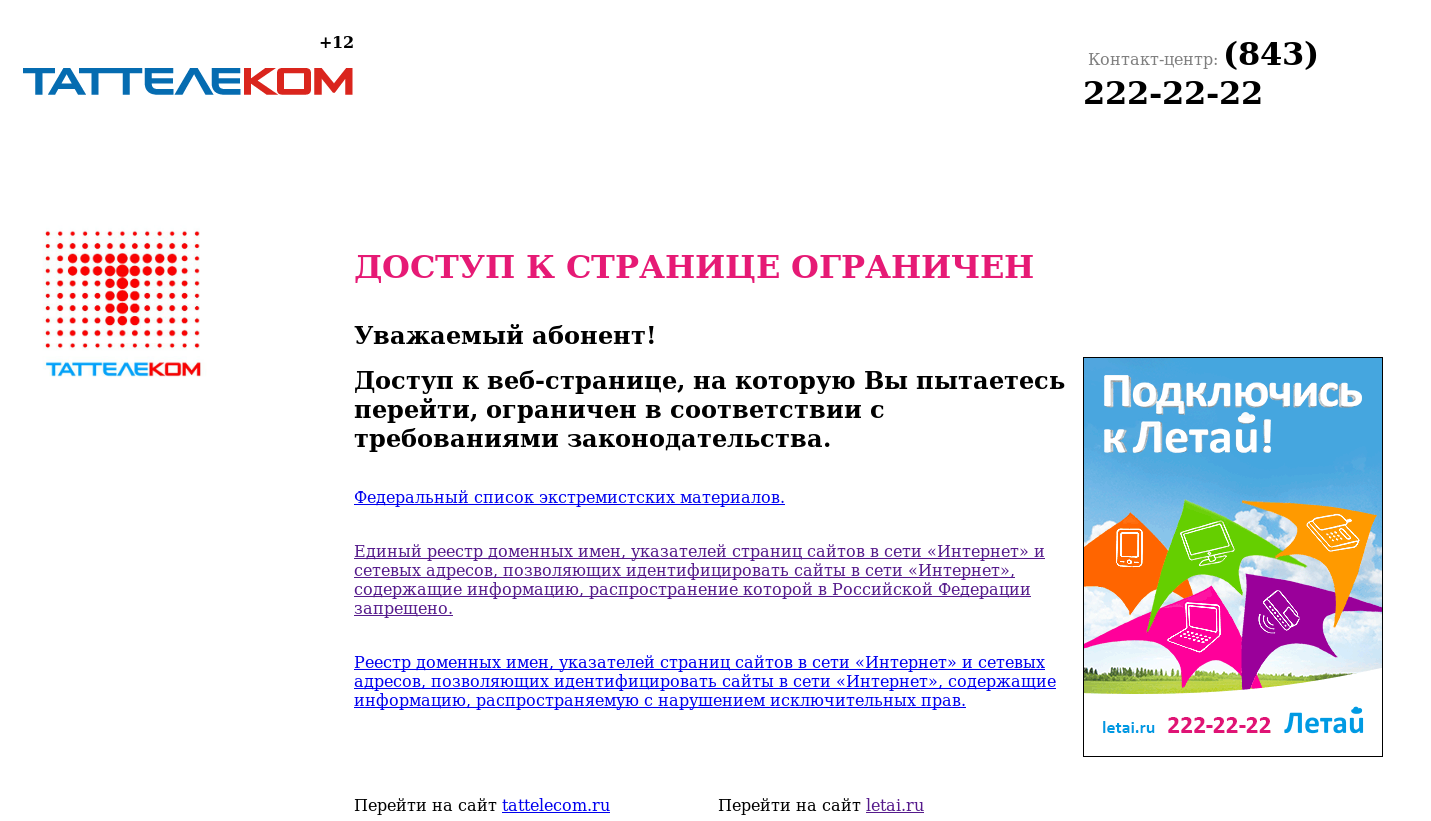 +12
ТАТТЕЛЕКОМ
Контакт-центр: (843)
222-22-22
ТАТТЕЛЕКОМ
ДОСТУП К СТРАНИЦЕ ОГРАНИЧЕН
Уважаемый абонент!
Доступ к веб-странице, на которую Вы пытаетесь
перейти, ограничен в соответствии с
требованиями законодательства.
Федеральный список экстремистских материалов.
Единый реестр доменных имен, указателей страниц сайтов в сети «Интернет» и
сетевых адресов, позволяющих идентифицировать сайты в сети «Интернет»,
содержащие информацию, распространение которой в Российской Федерации
запрещено.
Реестр доменных имен, указателей страниц сайтов в сети «Интернет» и сетевых
адресов, позволяющих идентифицировать сайты в сети «Интернет», содержащие
информацию, распространяемую с нарушением исключительных прав.
Подключись
к Летай!
letai.ru 222-22-22 Летай
Перейти на сайт tattelecom.ru
Перейти на сайт letai.ru